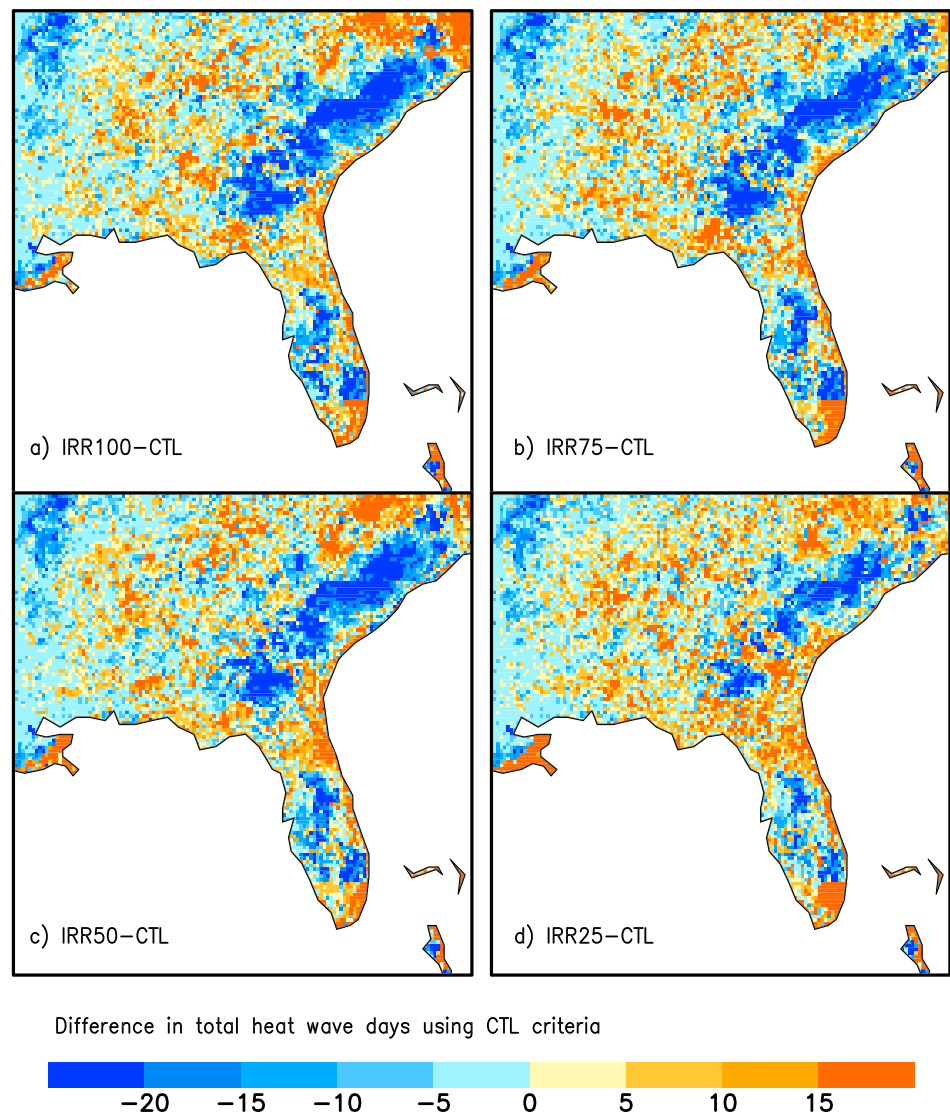 a) IRR100−CTL
b) IRR75−CTL
c) IRR50−CTL
d) IRR25−CTL
Difference in total heat wave days using CTL criteria
−20 −15 −10 −5 0 5 10 15